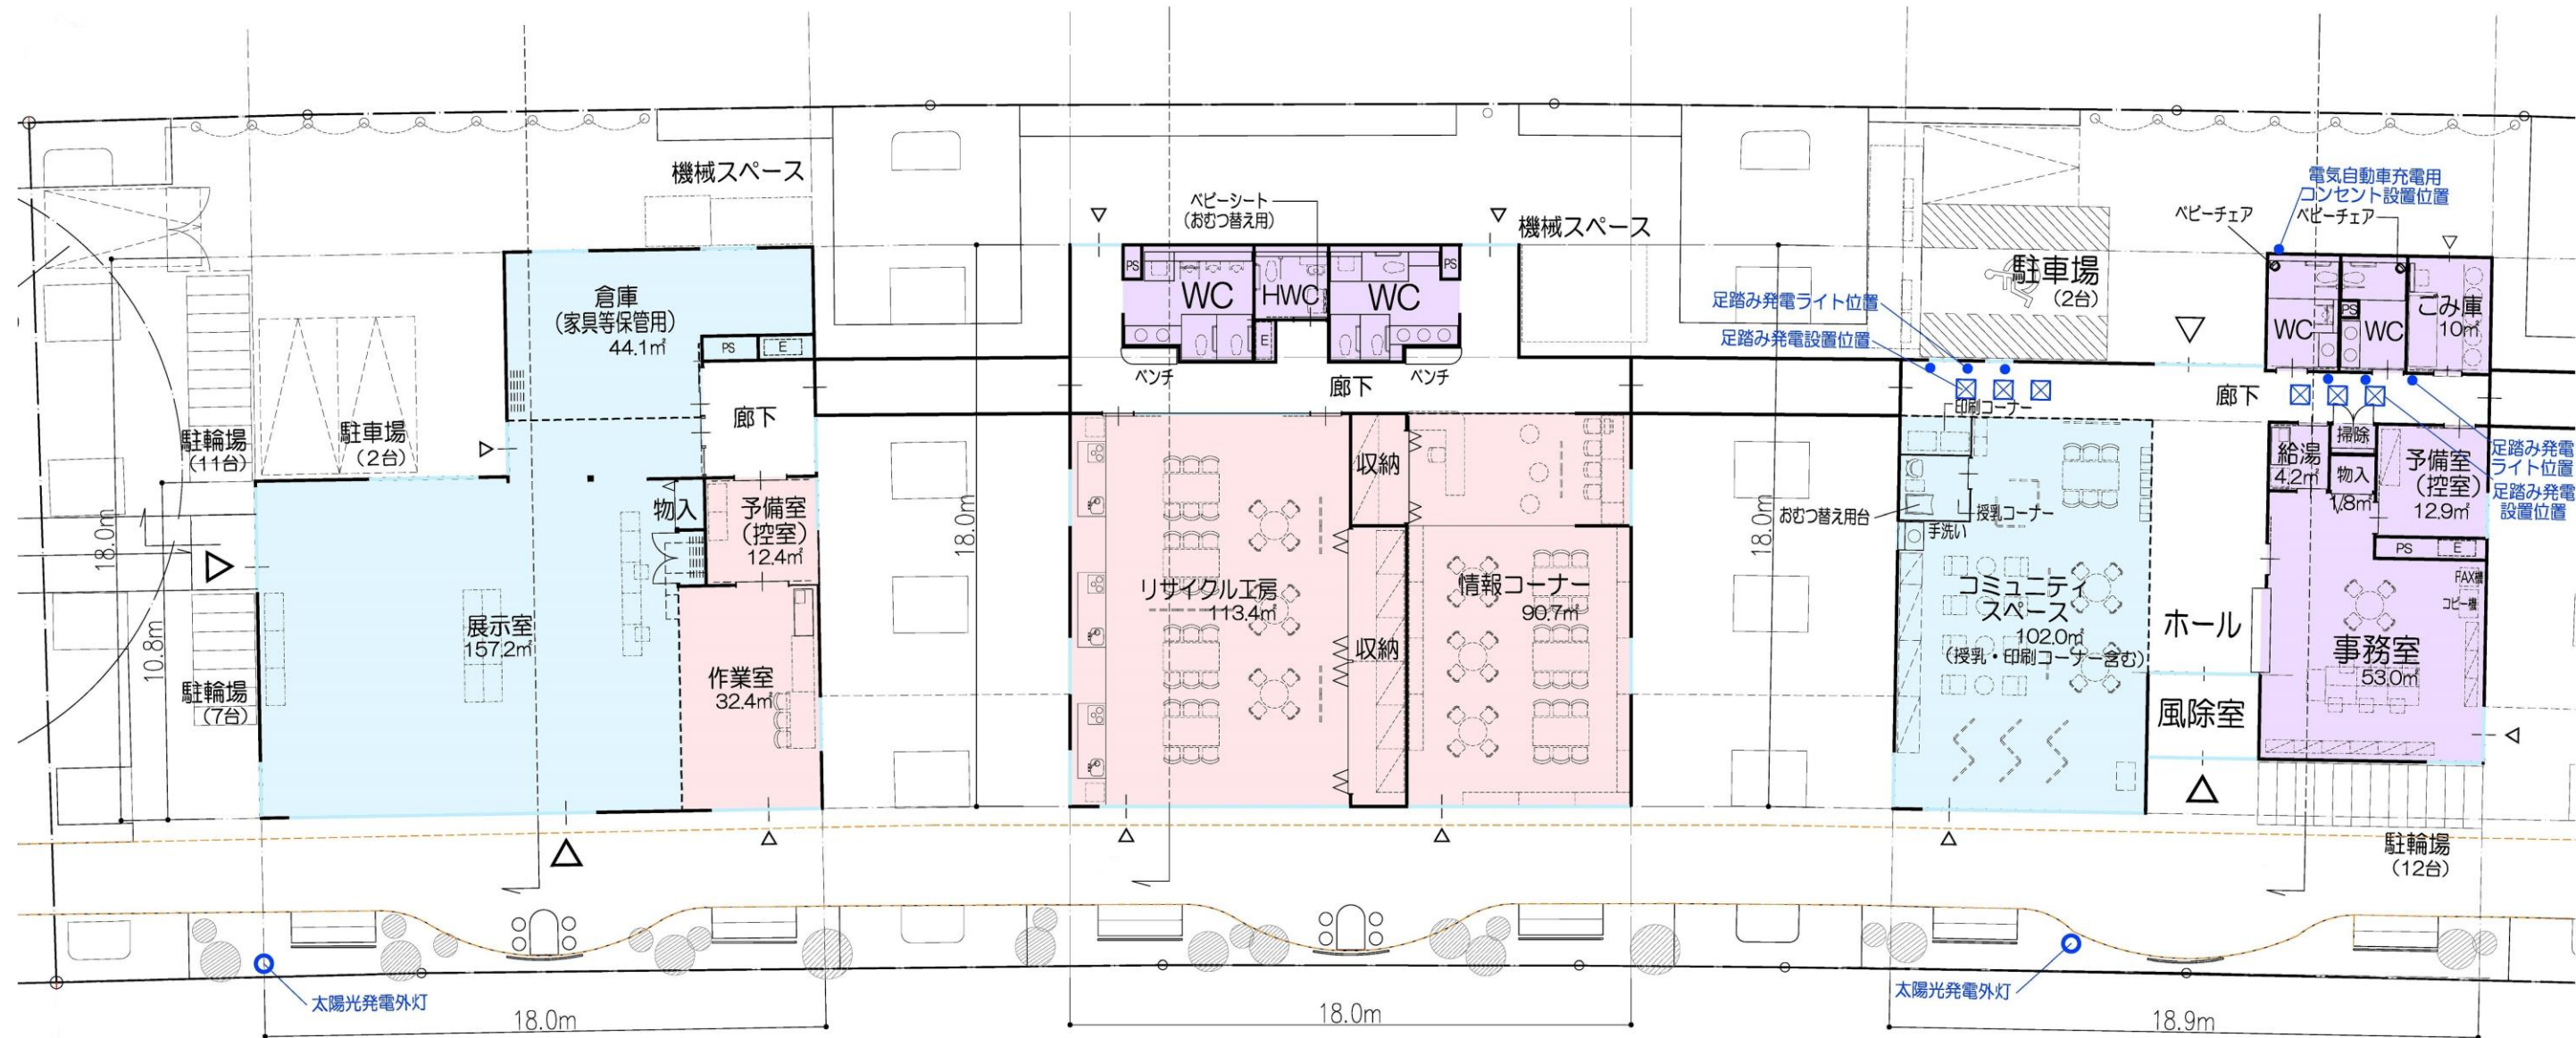 機械スペース
倉庫
(家具等保管用)
44.1㎡
PS
E
廊下
駐輪場
(11台)
駐車場
(2台)
18.0m
10.8m
物入
予備室
(控室)
12.4㎡
展示室
157.2㎡
作業室
32.4㎡
駐輪場
(7台)
太陽光発電外灯
18.0m
ベビーシート
(おむつ替え用)
機械スペース
PS
WC
HWC
WC
PS
E
ベンチ
廊下
ベンチ
18.0m
収納
リサイクル工房
113.4㎡
情報コーナー
90.7㎡
収納
18.0m
18.0m
電気自動車充電用
コンセント設置位置
ベビーチェア
ベビーチェア
駐車場
(2台)
足踏み発電ライト位置
足踏み発電設置位置
WC
PS
WC
ごみ庫
10㎡
廊下
印刷コーナー
授乳コーナー
おむつ替え用台
手洗い
給湯
4.2㎡
掃除
物入
1.8㎡
予備室
(控室)
12.9㎡
足踏み発電
ライト位置
足踏み発電
設置位置
PS
E
FAX機
コピー機
コミュニティ
スペース
102.0㎡
(授乳・印刷コーナー含む)
ホール
事務室
53.0㎡
風除室
駐輪場
(12台)
太陽光発電外灯
18.9m